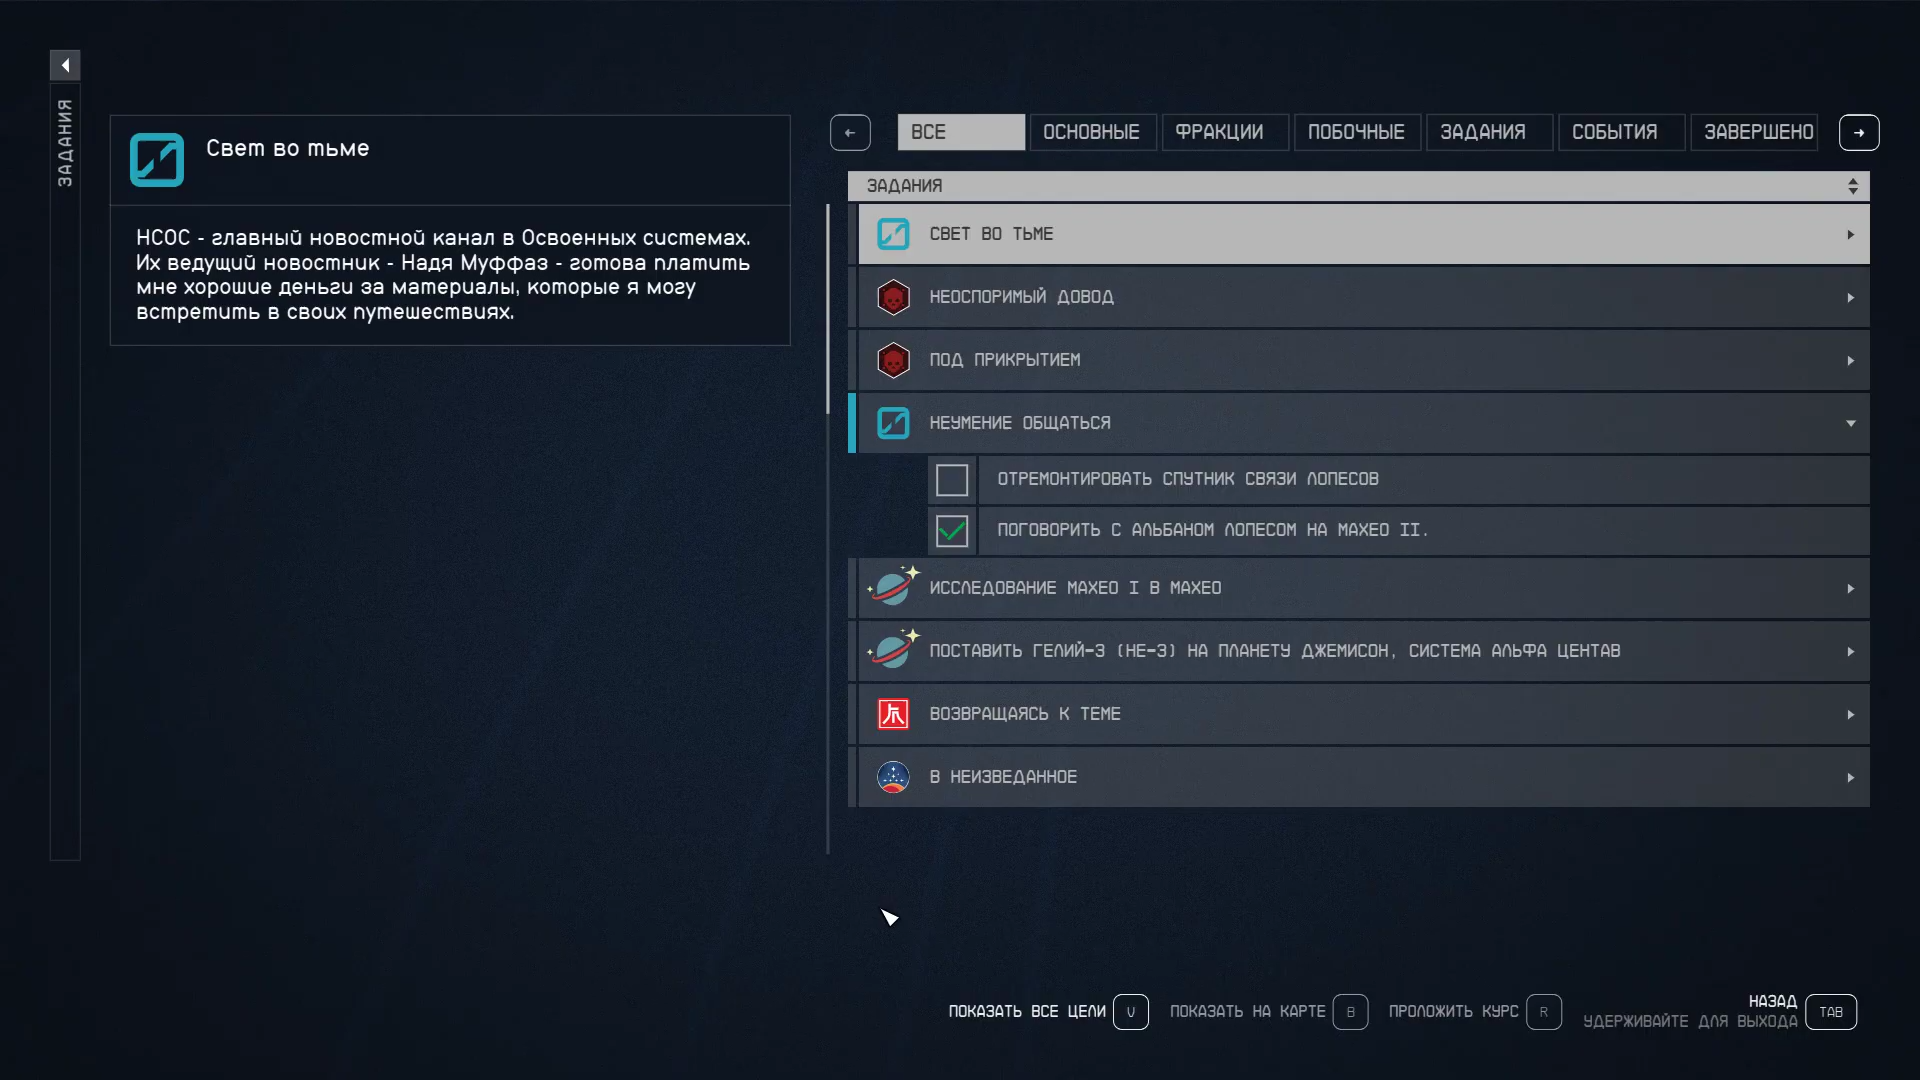 ЗАДАНИЯ
Свет во тьме
НСОС - главный новостной канал в Освоенных системах.
Их ведущий новостник - Надя Муффаз - готова платить
мне хорошие деньги за материалы, которые я могу
встретить в своих путешествиях.
ВСЕ
ОСНОВНЫЕ
ФРАКЦИИ
ПОБОЧНЫЕ
ЗАДАНИЯ
СОБЫТИЯ
ЗАВЕРШЕНО
ЗАДАНИЯ
СВЕТ ВО ТЬМЕ
НЕОСПОРИМЫЙ ДОВОД
ПОД ПРИКРЫТИЕМ
НЕУМЕНИЕ ОБЩАТЬСЯ
ОТРЕМОНТИРОВАТЬ СПУТНИК СВЯЗИ ЛОПЕСОВ
ПОГОВОРИТЬ С АЛЬБАНОМ ЛОПЕСОМ НА МАХЕО II.
ИССЛЕДОВАНИЕ МАХЕО I В МАХЕО
ПОСТАВИТЬ ГЕЛИЙ-3 (HE-3) НА ПЛАНЕТУ ДЖЕМИСОН, СИСТЕМА АЛЬФА ЦЕНТАВ
ВОЗВРАЩАЯСЬ К ТЕМЕ
В НЕИЗВЕДАННОЕ
ПОКАЗАТЬ ВСЕ ЦЕЛИ V
ПОКАЗАТЬ НА КАРТЕ B
ПРОЛОЖИТЬ КУРС R
НАЗАД
УДЕРЖИВАЙТЕ ДЛЯ ВЫХОДА TAB